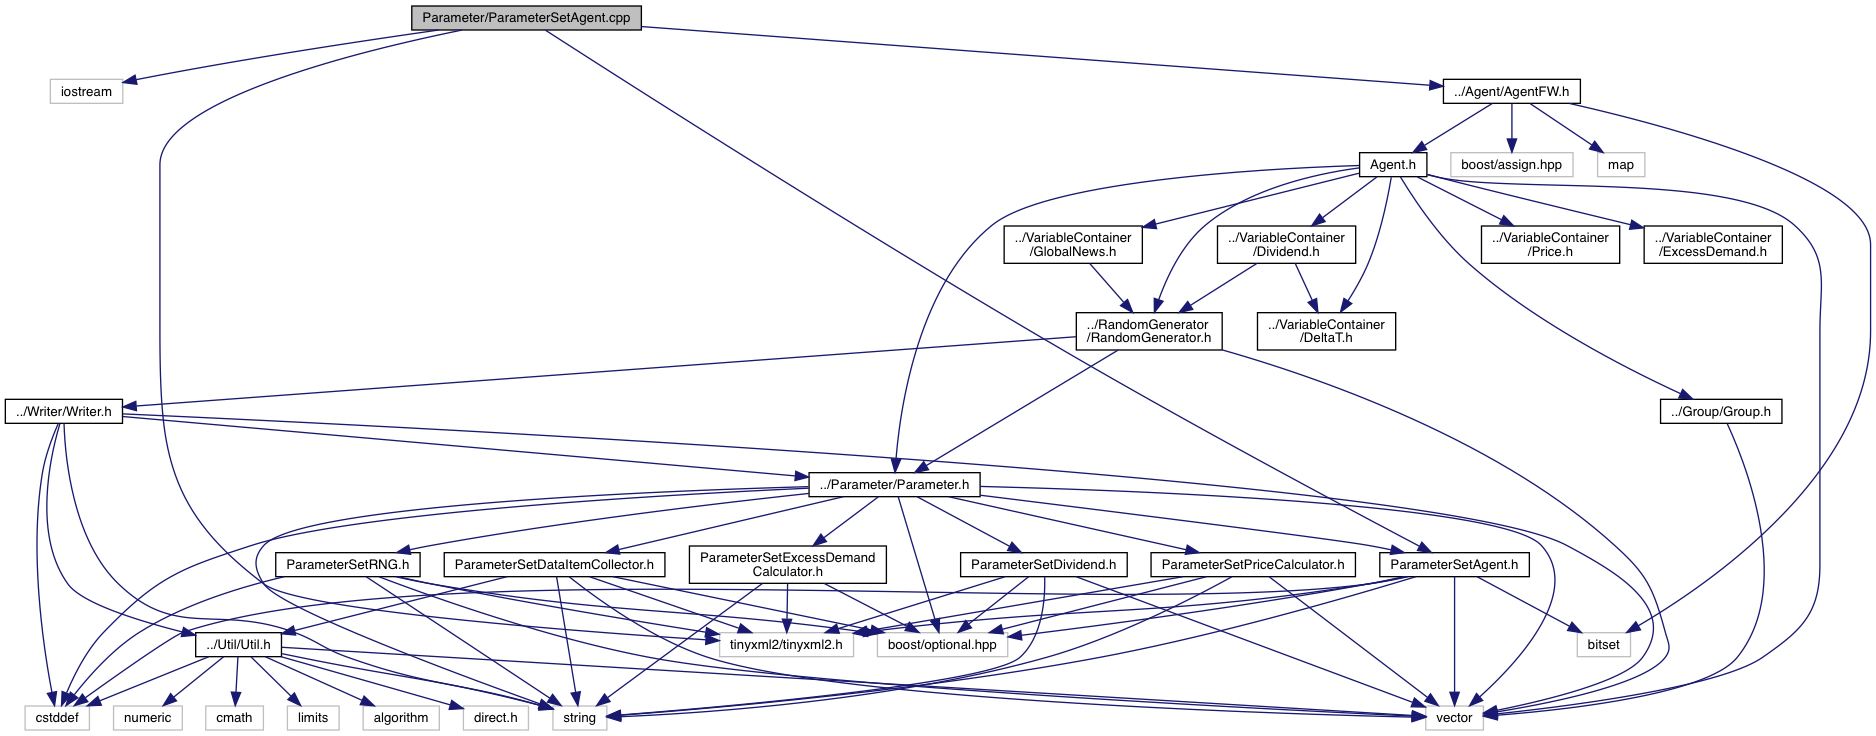 Parameter/ParameterSetAgent.cpp
iostream
../Agent/AgentFW.h
Agent.h
boost/assign.hpp
map
../VariableContainer
/GlobalNews.h
../VariableContainer
/Dividend.h
../VariableContainer
/Price.h
../VariableContainer
/ExcessDemand.h
../RandomGenerator
/RandomGenerator.h
../VariableContainer
/DeltaT.h
../Writer/Writer.h
../Group/Group.h
../Parameter/Parameter.h
ParameterSetRNG.h
ParameterSetDataItemCollector.h
ParameterSetExcessDemand
Calculator.h
ParameterSetDividend.h
ParameterSetPriceCalculator.h
ParameterSetAgent.h
../Util/Util.h
tinyxml2/tinyxml2.h
boost/optional.hpp
bitset
cstddef
numeric
cmath
limits
algorithm
direct.h
string
vector